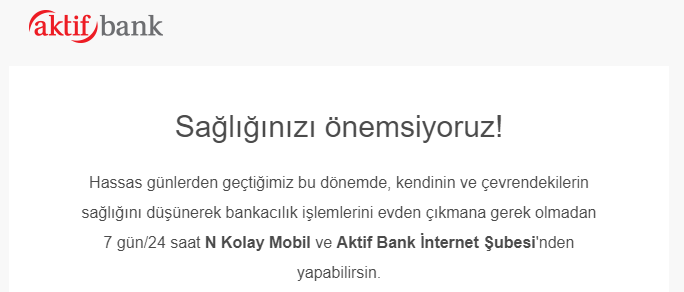 aktif bank
Sağlığınızı önemsiyoruz!
Hassas günlerden geçtiğimiz bu dönemde, kendinin ve çevrendekilerin
sağlığını düşünerek bankacılık işlemlerini evden çıkmana gerek olmadan
7 gün/24 saat N Kolay Mobil ve Aktif Bank İnternet Şubesi'nden
yapabilirsin.